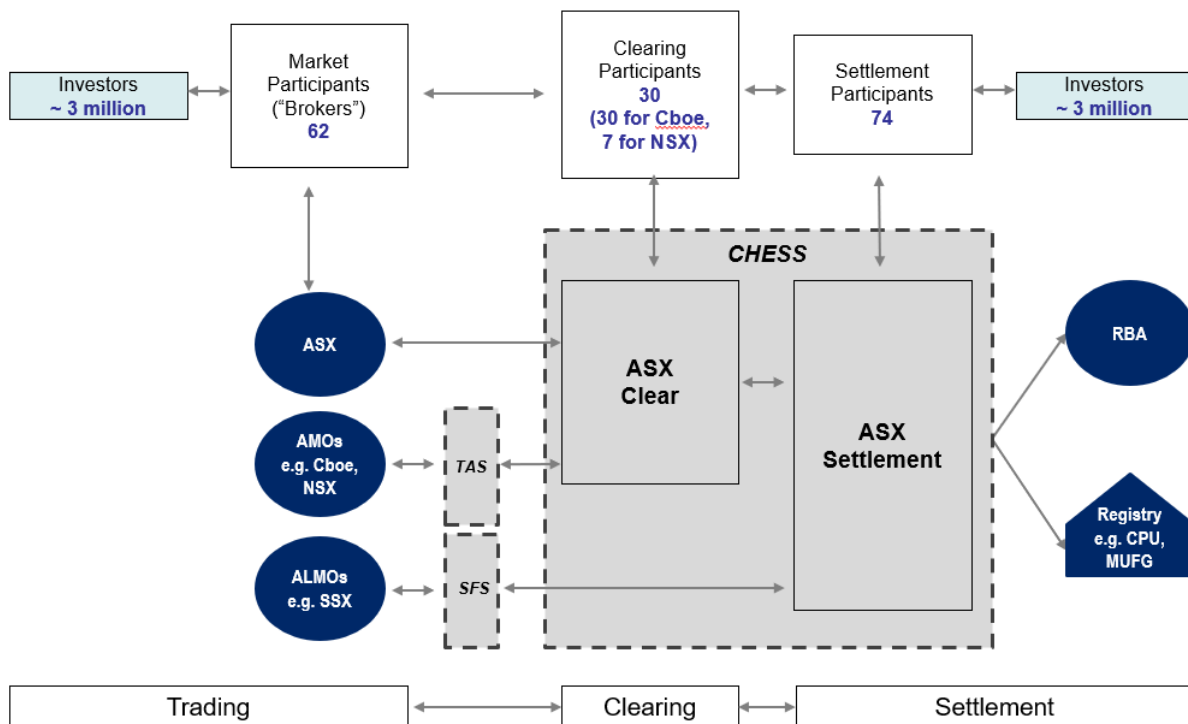 Investors
~ 3 million
Market
Participants
(“Brokers”)
62
Clearing
Participants
30
(30 for Cboe,
7 for NSX)
Settlement
Participants
74
Investors
~ 3 million
CHESS
ASX
ASX
Clear
ASX
Settlement
RBA
AMOs
e.g. Cboe,
NSX
TAS
Registry
e.g. CPU,
MUFG
ALMOs
e.g. SSX
SFS
Trading
Clearing
Settlement